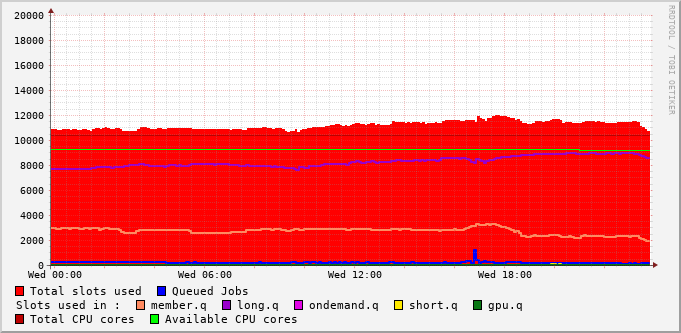 20000
18000
16000
14000
12000
10000
8000
6000
4000
2000
0
Wed 00:00 Wed 06:00 Wed 12:00 Wed 18:00
Total slots used Queued Jobs
Slots used in : member.q long.q ondemand.q short.q gpu.q
Total CPU cores Available CPU cores
RRDTOOL / TOBI OETIKER